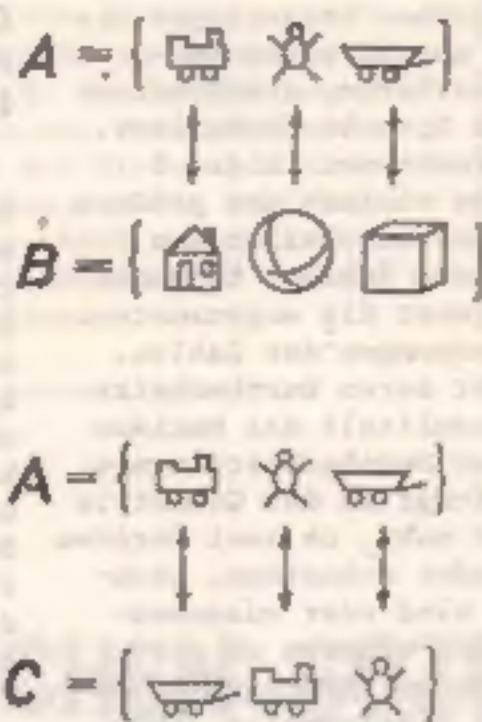 A = { }
B = { }
A = { }
C = { }